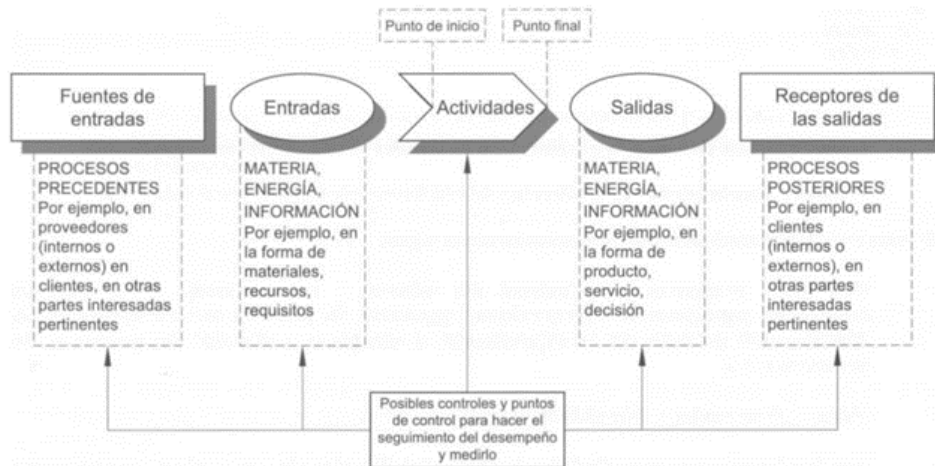 Punto de inicio
Punto final
Fuentes de
entradas
Entradas
Actividades
Salidas
Receptores de
las salidas
PROCESOS
PRECEDENTES
Por ejemplo, en
proveedores
(internos o
externos) en
clientes, en otras
partes interesadas
pertinentes
MATERIA,
ENERGÍA,
INFORMACIÓN
Por ejemplo, en
la forma de
materiales,
recursos,
requisitos
MATERIA,
ENERGÍA,
INFORMACIÓN
Por ejemplo, en
la forma de
producto,
servicio,
decisión
PROCESOS
POSTERIORES
Por ejemplo, en
clientes
(internos o
externos), en
otras partes
interesadas
pertinentes
Posibles controles y puntos
de control para hacer el
seguimiento del desempeño
y medirlo